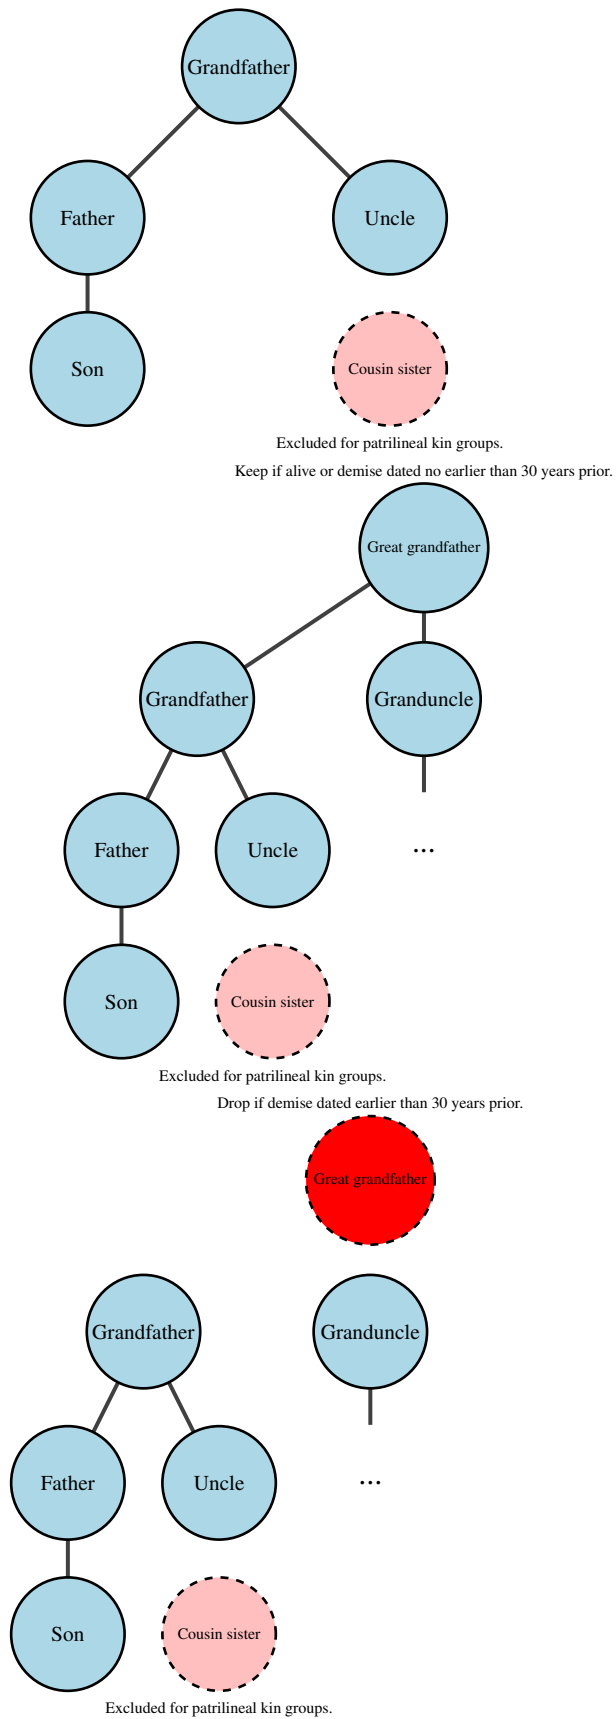 Grandfather
Father
Uncle
Son
Cousin sister
Excluded for patrilineal kin groups.
Keep if alive or demise dated no earlier than 30 years prior.
Great grandfather
Grandfather
Granduncle
Father
Uncle
...
Son
Cousin sister
Excluded for patrilineal kin groups.
Drop if demise dated earlier than 30 years prior.
Great grandfather
Grandfather
Granduncle
Father
Uncle
...
Son
Cousin sister
Excluded for patrilineal kin groups.